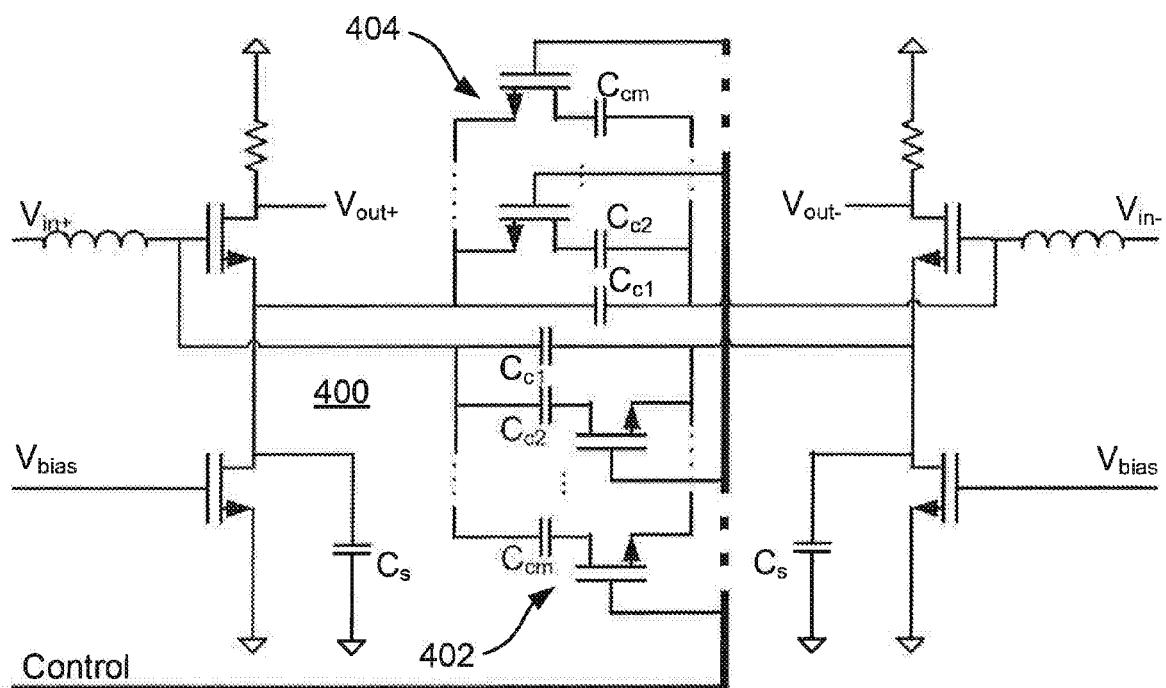 404
C_cm
V_in+
V_out+
C_c2
V_out-
V_in-
C_c1
C_c1
400
C_c2
V_bias
V_bias
C_cm
C_s
C_s
402
Control